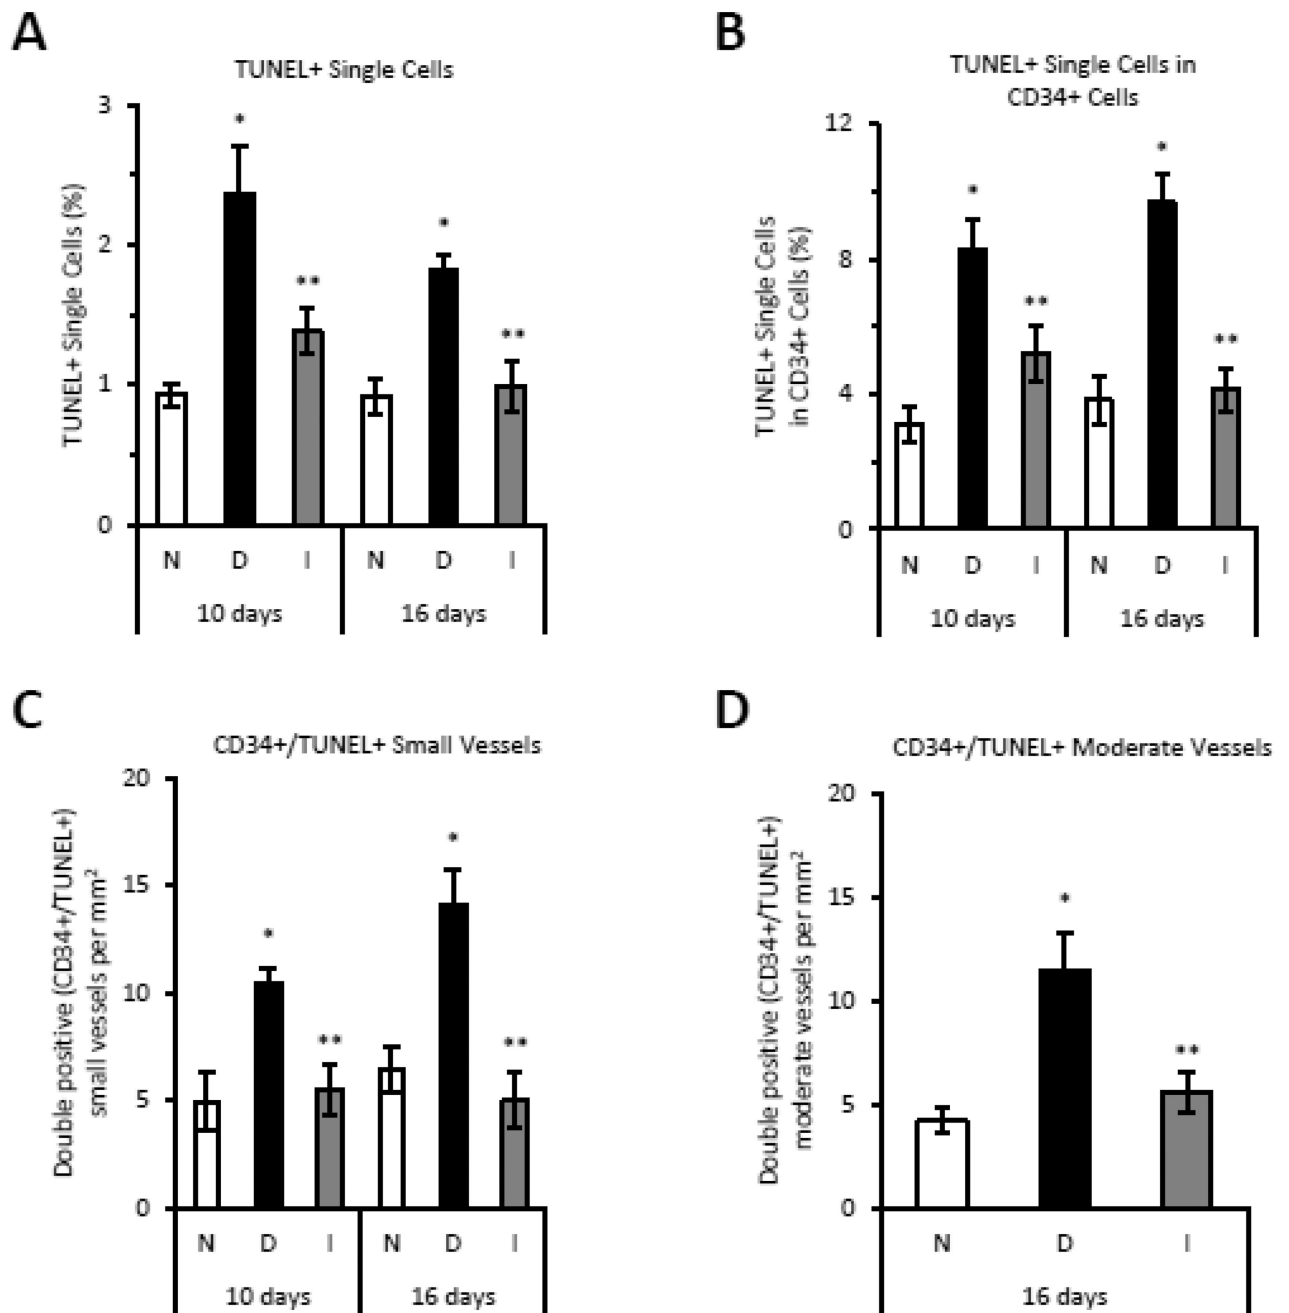 A
TUNEL+ Single Cells
TUNEL+ Single Cells (%)
3
2
1
0
*
**
*
**
N D I N D I
10 days 16 days
B
TUNEL+ Single Cells in
CD34+ Cells
TUNEL+ Single Cells
in CD34+ Cells (%)
12
8
4
0
*
**
*
**
N D I N D I
10 days 16 days
C
CD34+/TUNEL+ Small Vessels
Double positive (CD34+/TUNEL+)
small vessels per mm²
20
15
10
5
0
*
**
*
**
N D I N D I
10 days 16 days
D
CD34+/TUNEL+ Moderate Vessels
Double positive (CD34+/TUNEL+)
moderate vessels per mm²
20
15
10
5
0
*
**
N D I
16 days